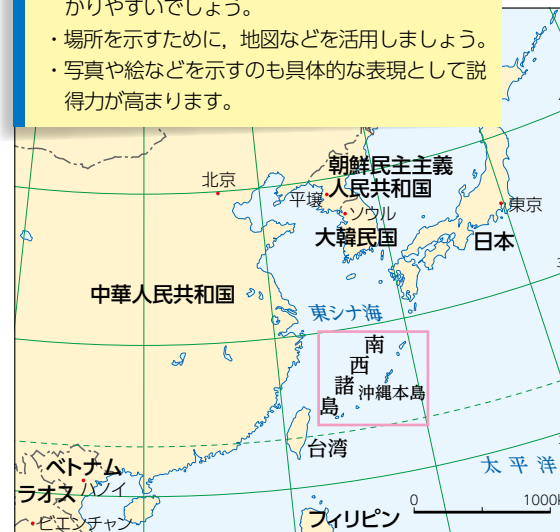 かりやすいでしょう。
・場所を示すために，地図などを活用しましょう。
・写真や絵などを示すのも具体的な表現として説
得力が高まります。
朝鮮民主主義
人民共和国
北京
平壌
ソウル
東京
大韓民国
日本
中華人民共和国
東シナ海
南
西
諸
島
沖縄本島
台湾
太平洋
ベトナム
ラオス
ハノイ
ビエンチャン
フィリピン
0
1000